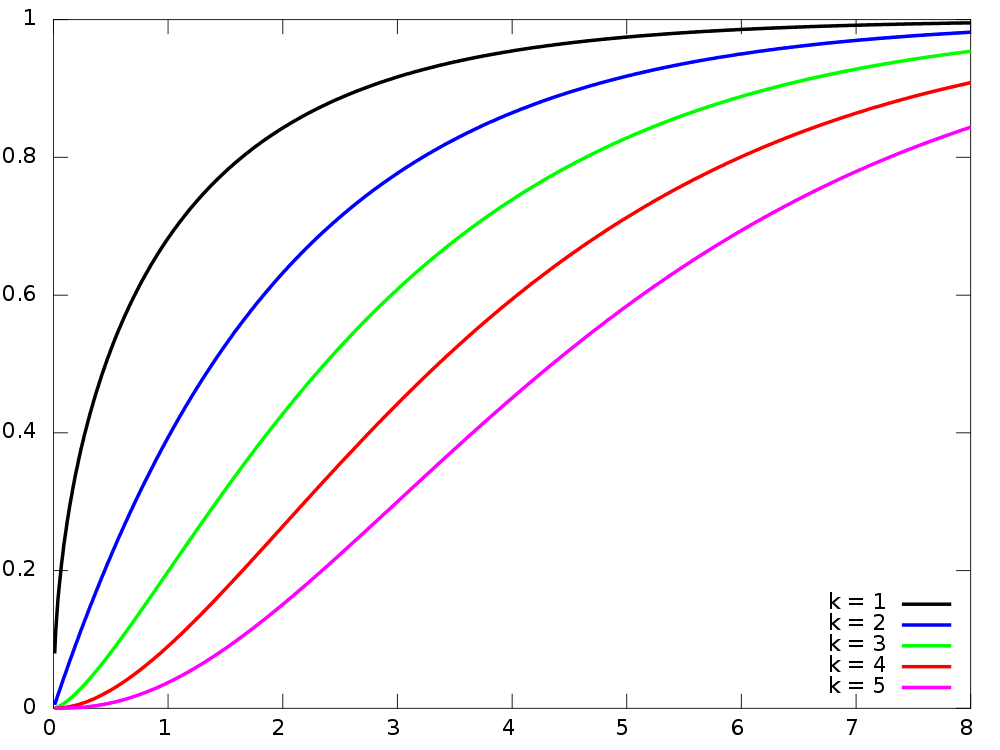 1
0.8
0.6
0.4
0.2
0
k = 1
k = 2
k = 3
k = 4
k = 5
0 1 2 3 4 5 6 7 8